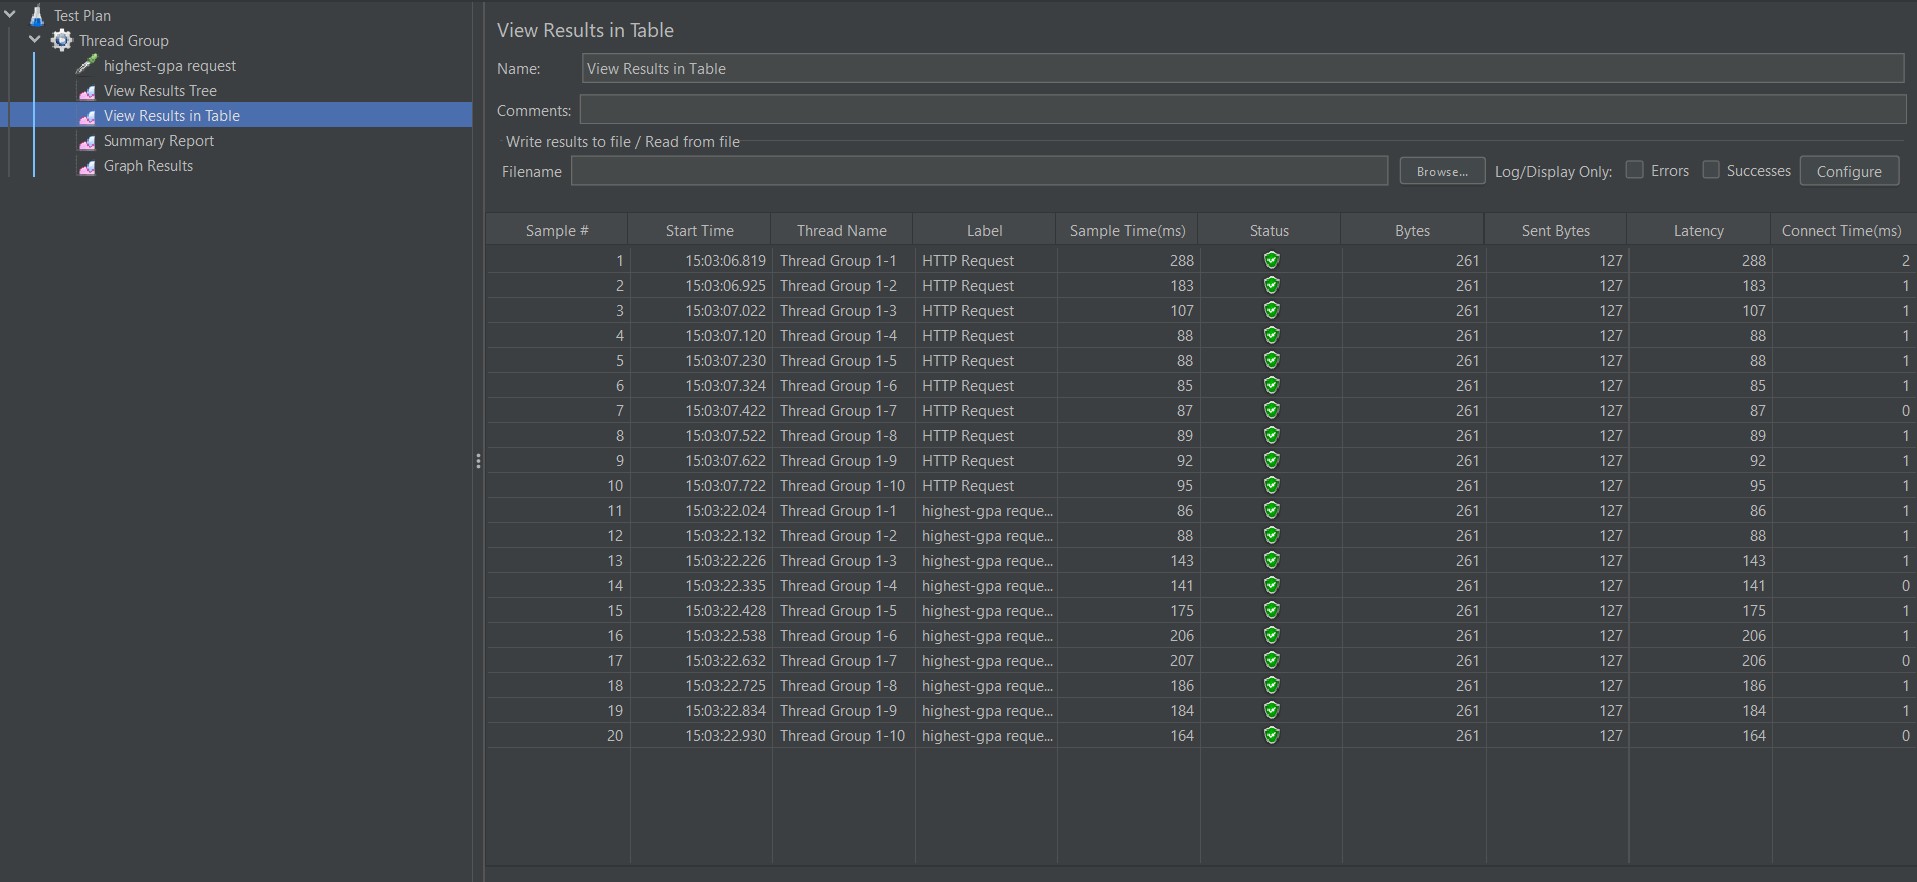 Test Plan
Thread Group
highest-gpa request
View Results Tree
View Results in Table
Summary Report
Graph Results
View Results in Table
Name: View Results in Table
Comments:
Write results to file / Read from file
Filename Browse... Log/Display Only: Errors Successes Configure
Sample # Start Time Thread Name Label Sample Time(ms) Status Bytes Sent Bytes Latency Connect Time(ms)
1 15:03:06.819 Thread Group 1-1 HTTP Request 288 261 127 288 2
2 15:03:06.925 Thread Group 1-2 HTTP Request 183 261 127 183 1
3 15:03:07.022 Thread Group 1-3 HTTP Request 107 261 127 107 1
4 15:03:07.120 Thread Group 1-4 HTTP Request 88 261 127 88 1
5 15:03:07.230 Thread Group 1-5 HTTP Request 88 261 127 88 1
6 15:03:07.324 Thread Group 1-6 HTTP Request 85 261 127 85 1
7 15:03:07.422 Thread Group 1-7 HTTP Request 87 261 127 87 0
8 15:03:07.522 Thread Group 1-8 HTTP Request 89 261 127 89 1
9 15:03:07.622 Thread Group 1-9 HTTP Request 92 261 127 92 1
10 15:03:07.722 Thread Group 1-10 HTTP Request 95 261 127 95 1
11 15:03:22.024 Thread Group 1-1 highest-gpa reque... 86 261 127 86 1
12 15:03:22.132 Thread Group 1-2 highest-gpa reque... 88 261 127 88 1
13 15:03:22.226 Thread Group 1-3 highest-gpa reque... 143 261 127 143 1
14 15:03:22.335 Thread Group 1-4 highest-gpa reque... 141 261 127 141 0
15 15:03:22.428 Thread Group 1-5 highest-gpa reque... 175 261 127 175 1
16 15:03:22.538 Thread Group 1-6 highest-gpa reque... 206 261 127 206 1
17 15:03:22.632 Thread Group 1-7 highest-gpa reque... 207 261 127 206 0
18 15:03:22.725 Thread Group 1-8 highest-gpa reque... 186 261 127 186 1
19 15:03:22.834 Thread Group 1-9 highest-gpa reque... 184 261 127 184 1
20 15:03:22.930 Thread Group 1-10 highest-gpa reque... 164 261 127 164 0